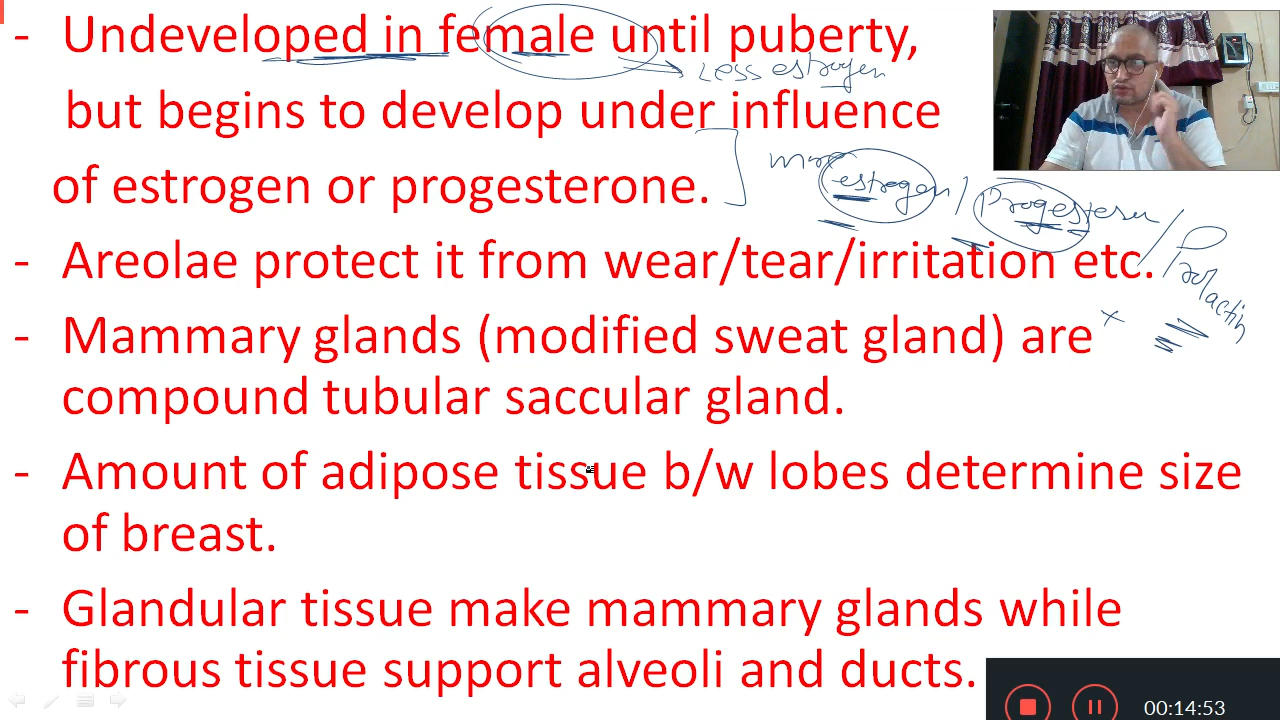 - Undeveloped in female until puberty,
Less estrogen
but begins to develop under influence
of estrogen or progesterone.
more estrogen / Progesteron / Prolactin
- Areolae protect it from wear/tear/irritation etc.
- Mammary glands (modified sweat gland) are
compound tubular saccular gland.
- Amount of adipose tissue b/w lobes determine size
of breast.
- Glandular tissue make mammary glands while
fibrous tissue support alveoli and ducts.
00:14:53